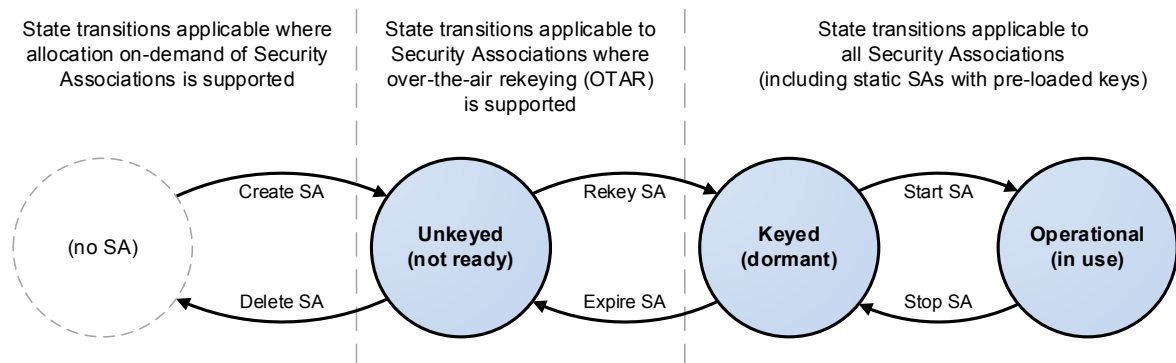 State transitions applicable where
allocation on-demand of Security
Associations is supported
State transitions applicable to
Security Associations where
over-the-air rekeying (OTAR)
is supported
State transitions applicable to
all Security Associations
(including static SAs with pre-loaded keys)
Create SA
Rekey SA
Start SA
(no SA)
Unkeyed
(not ready)
Keyed
(dormant)
Operational
(in use)
Delete SA
Expire SA
Stop SA